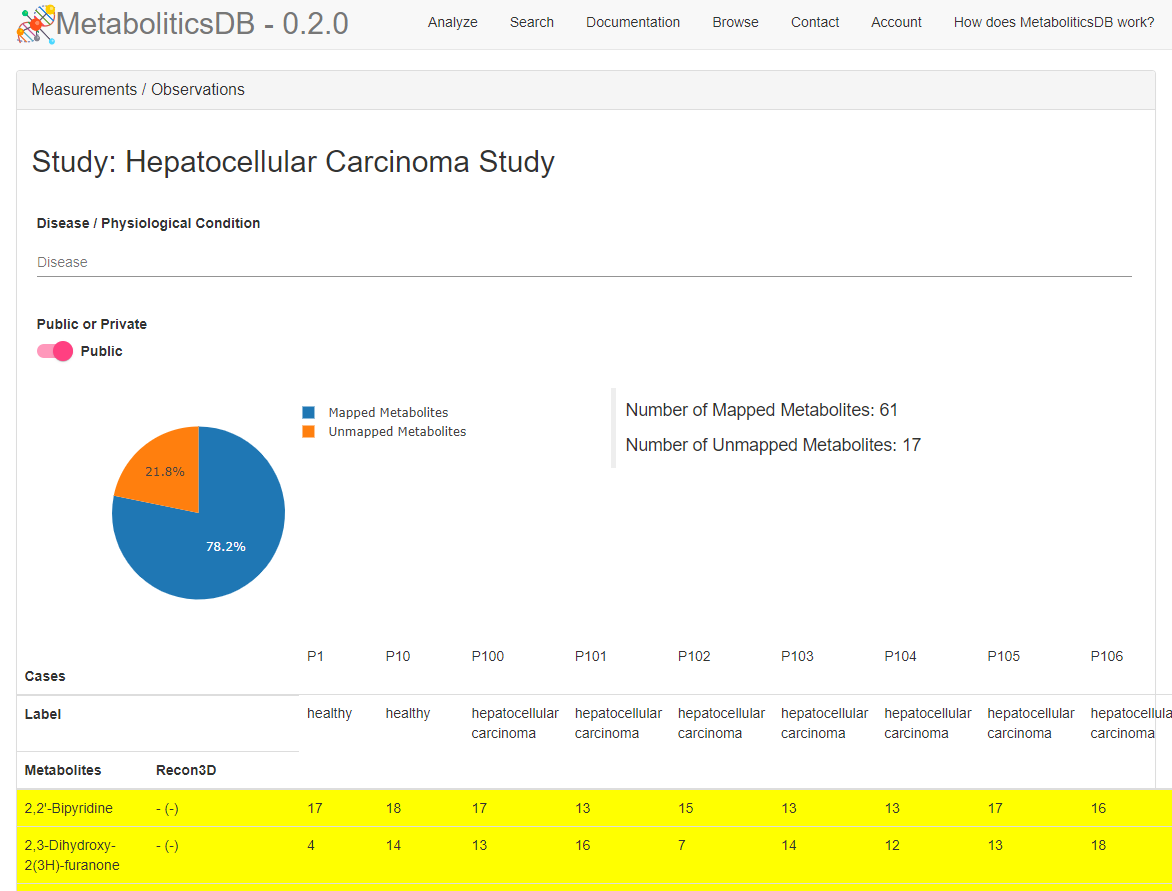 MetaboliticsDB - 0.2.0
Analyze Search Documentation Browse Contact Account How does MetaboliticsDB work?
Measurements / Observations
Study: Hepatocellular Carcinoma Study
Disease / Physiological Condition
Disease
Public or Private
Public
Mapped Metabolites
Unmapped Metabolites
21.8%
78.2%
Number of Mapped Metabolites: 61
Number of Unmapped Metabolites: 17
Cases P1 P10 P100 P101 P102 P103 P104 P105 P106
Label healthy healthy hepatocellular hepatocellular hepatocellular hepatocellular hepatocellular hepatocellular hepatocellula
carcinoma carcinoma carcinoma carcinoma carcinoma carcinoma carcinoma
Metabolites Recon3D
2,2'-Bipyridine - (-) 17 18 17 13 15 13 13 17 16
2,3-Dihydroxy- - (-) 4 14 13 16 7 14 12 13 18
2(3H)-furanone